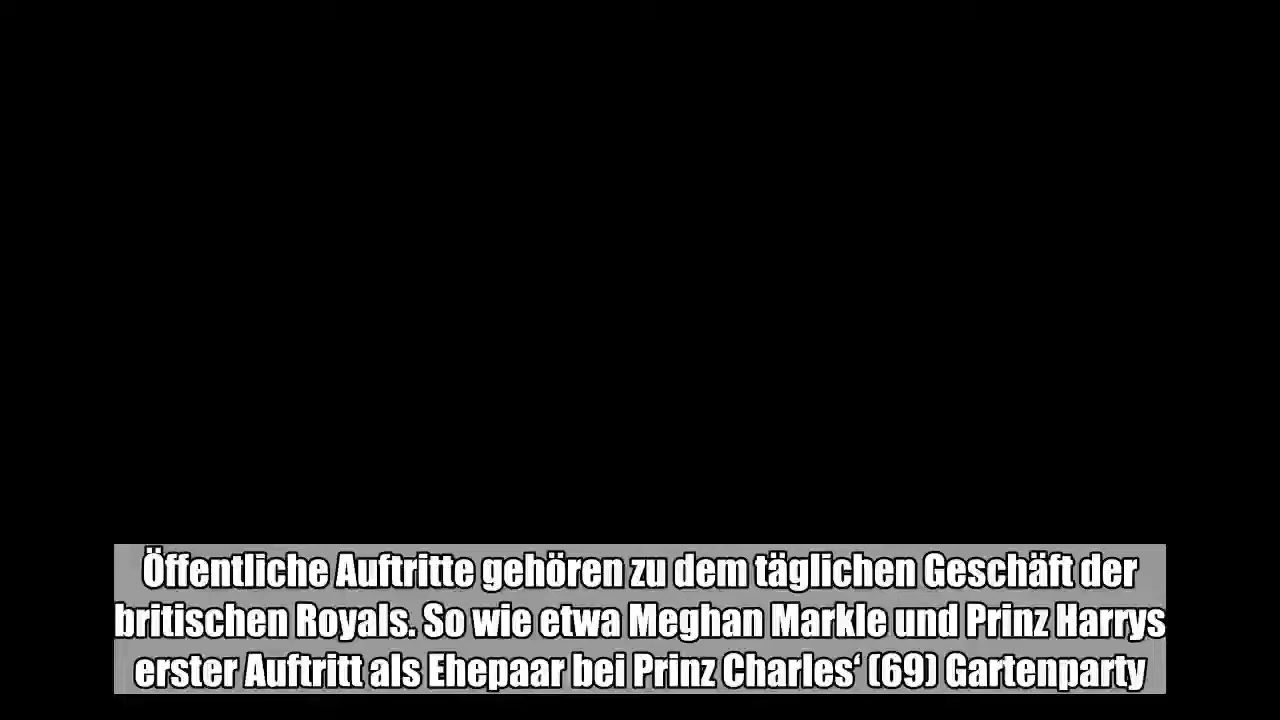 Öffentliche Auftritte gehören zu dem täglichen Geschäft der
britischen Royals. So wie etwa Meghan Markle und Prinz Harrys
erster Auftritt als Ehepaar bei Prinz Charles‘ (69) Gartenparty